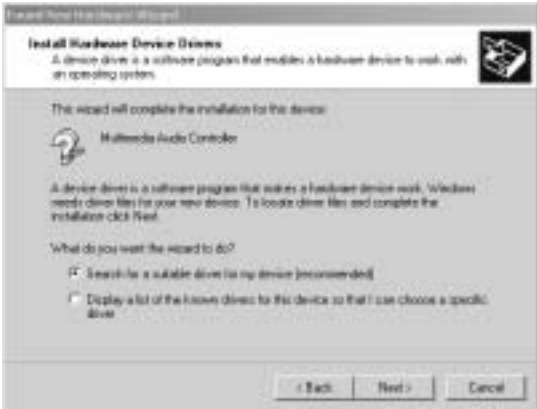 Found New Hardware Wizard
Install Hardware Device Drivers
A device driver is a software program that enables a hardware device to work with
an operating system.
This wizard will complete the installation for this device:
Multimedia Audio Controller
A device driver is a software program that makes a hardware device work. Windows
needs driver files for your new device. To locate driver files and complete the
installation click Next.
What do you want the wizard to do?
Search for a suitable driver for my device (recommended)
Display a list of the known drivers for this device so that I can choose a specific
driver
< Back Next > Cancel